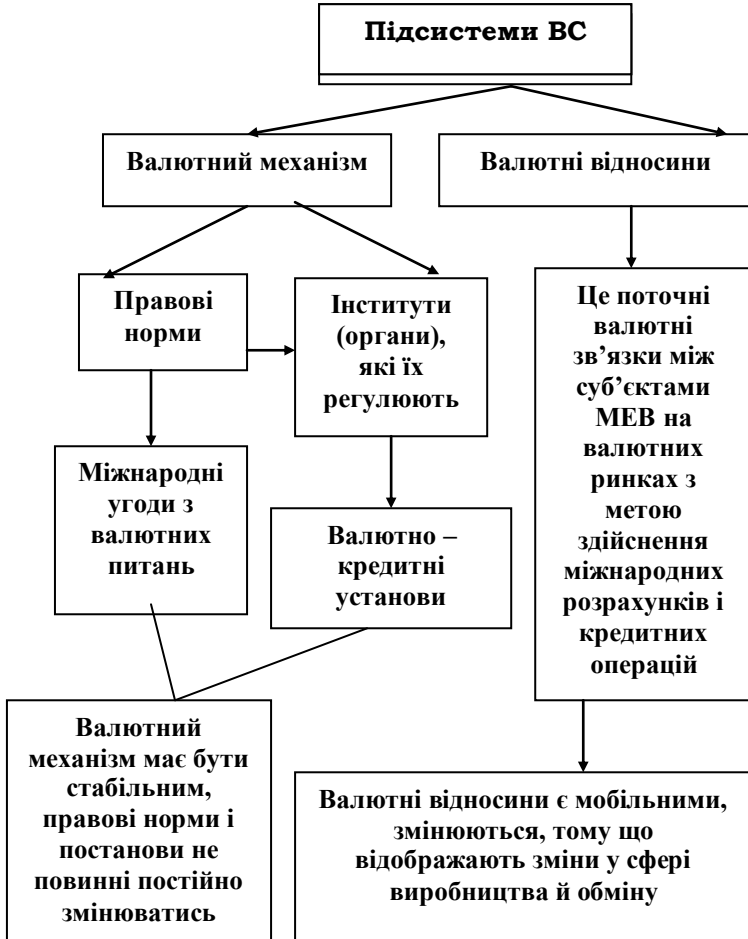 Підсистеми ВС
Валютний механізм
Валютні відносини
Правові
норми
Інститути
(органи),
які їх
регулюють
Це поточні
валютні
зв’язки між
суб’єктами
МЕВ на
валютних
ринках з
метою
здійснення
міжнародних
розрахунків і
кредитних
операцій
Міжнародні
угоди з
валютних
питань
Валютно –
кредитні
установи
Валютний
механізм має бути
стабільним,
правові норми і
постанови не
повинні постійно
змінюватись
Валютні відносини є мобільними,
змінюються, тому що
відображають зміни у сфері
виробництва й обміну